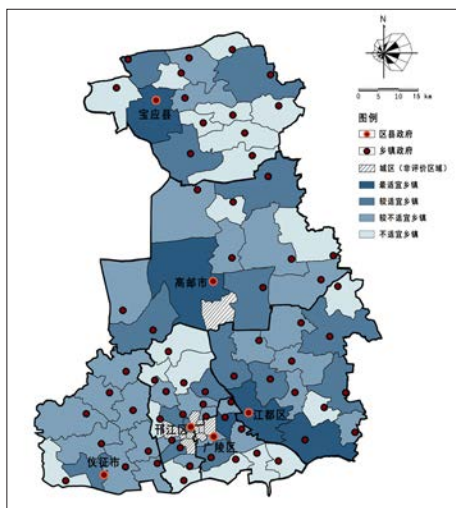 N
0 5 10 15 km
图例
区县政府
乡镇政府
城区（非评价区域）
最适宜乡镇
较适宜乡镇
较不适宜乡镇
不适宜乡镇
宝应县
高邮市
江都区
邗江区
广陵区
仪征市